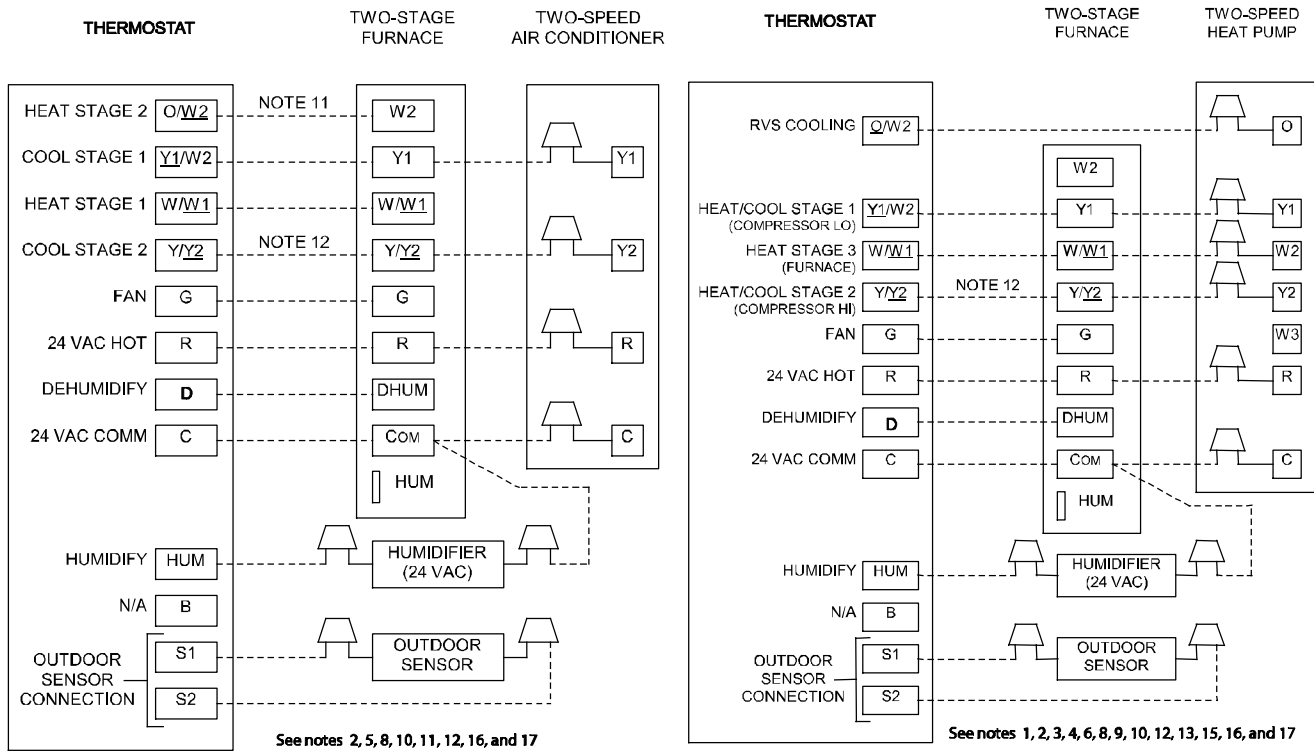 THERMOSTAT
TWO-STAGE
FURNACE
TWO-SPEED
AIR CONDITIONER
HEAT STAGE 2 O/W2 NOTE 11 W2
COOL STAGE 1 Y1/W2 Y1 Y1
HEAT STAGE 1 W/W1 W/W1
COOL STAGE 2 Y/Y2 NOTE 12 Y/Y2 Y2
FAN G G
24 VAC HOT R R R
DEHUMIDIFY D DHUM
24 VAC COMM C COM C
HUM
HUMIDIFY HUM HUMIDIFIER
(24 VAC)
N/A B
OUTDOOR
SENSOR
CONNECTION
S1
S2
OUTDOOR
SENSOR
See notes 2, 5, 8, 10, 11, 12, 16, and 17
THERMOSTAT
TWO-STAGE
FURNACE
TWO-SPEED
HEAT PUMP
RVS COOLING O/W2 O
W2
HEAT/COOL STAGE 1 Y1/W2 Y1 Y1
(COMPRESSOR LO)
HEAT STAGE 3 W/W1 W/W1 W2
(FURNACE)
HEAT/COOL STAGE 2 Y/Y2 NOTE 12 Y/Y2 Y2
(COMPRESSOR HI)
FAN G G W3
24 VAC HOT R R R
DEHUMIDIFY D DHUM
24 VAC COMM C COM C
HUM
HUMIDIFY HUM HUMIDIFIER
(24 VAC)
N/A B
OUTDOOR
SENSOR
CONNECTION
S1
S2
OUTDOOR
SENSOR
See notes 1, 2, 3, 4, 6, 8, 9, 10, 12, 13, 15, 16, and 17